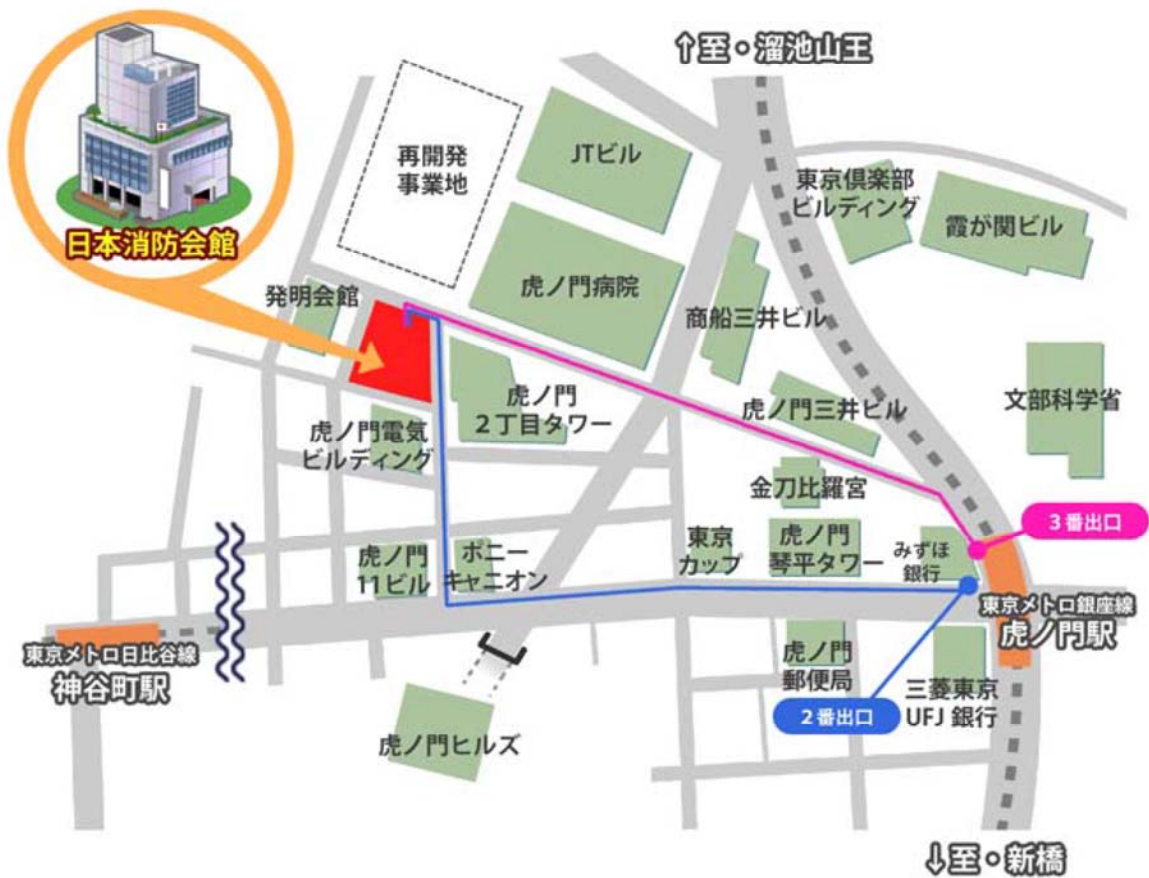 ↑至・溜池山王
再開発
事業地
JTビル
東京倶楽部
ビルディング
霞が関ビル
日本消防会館
発明会館
虎ノ門病院
商船三井ビル
虎ノ門
2丁目タワー
虎ノ門三井ビル
文部科学省
虎ノ門電気
ビルディング
金刀比羅宮
3番出口
虎ノ門
11ビル
ポニー
キャニオン
東京
カップ
虎ノ門
琴平タワー
みずほ
銀行
東京メトロ銀座線
虎ノ門駅
東京メトロ日比谷線
神谷町駅
虎ノ門
郵便局
三菱東京
UFJ 銀行
2番出口
虎ノ門ヒルズ
↓至・新橋